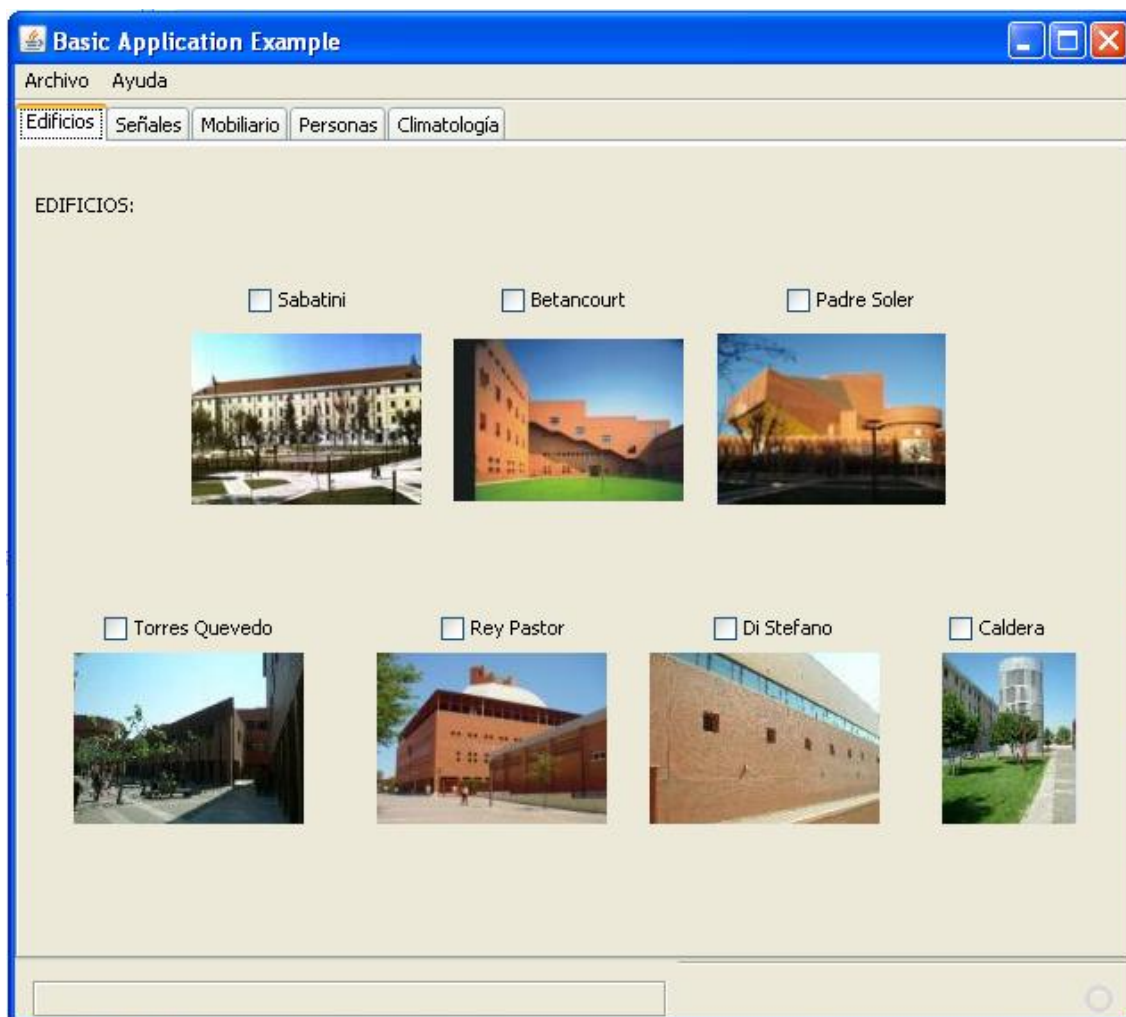 Basic Application Example
Archivo Ayuda
Edificios Señales Mobiliario Personas Climatología
EDIFICIOS:
Sabatini Betancourt Padre Soler
Torres Quevedo Rey Pastor Di Stefano Caldera